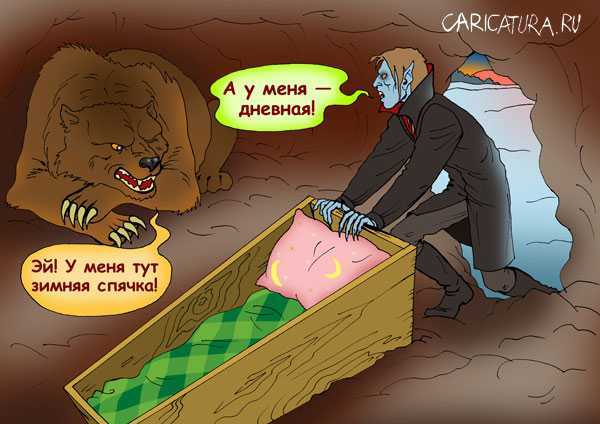 CARICATURA.RU
А у меня —
дневная!
Эй! У меня тут
зимняя спячка!